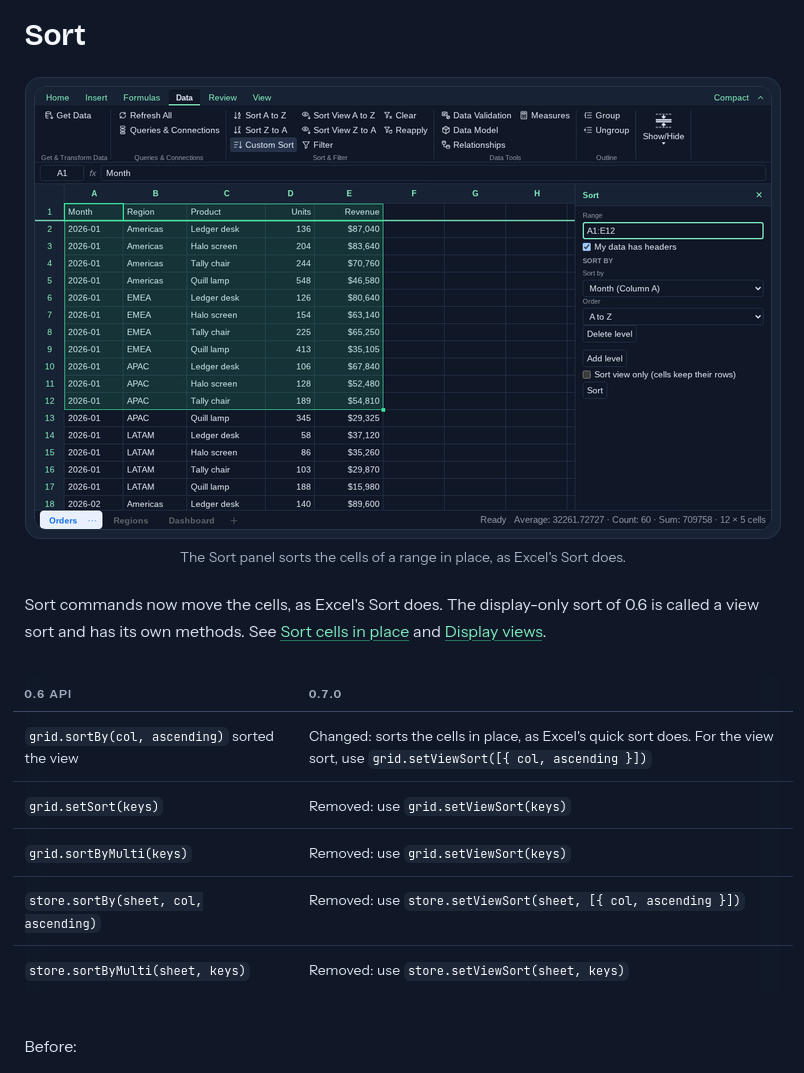 Sort
Home Insert Formulas Data Review View Compact
Get Data Refresh All Sort A to Z Sort View A to Z Clear Data Validation Measures Group
Queries & Connections Sort Z to A Sort View Z to A Reapply Data Model Ungroup Show/Hide
Custom Sort Filter Relationships
Get & Transform Data Queries & Connections Sort & Filter Data Tools Outline
A1 fx Month
A B C D E F G H
1 Month Region Product Units Revenue
2 2026-01 Americas Ledger desk 136 $87,040
3 2026-01 Americas Halo screen 204 $83,640
4 2026-01 Americas Tally chair 244 $70,760
5 2026-01 Americas Quill lamp 548 $46,580
6 2026-01 EMEA Ledger desk 126 $80,640
7 2026-01 EMEA Halo screen 154 $63,140
8 2026-01 EMEA Tally chair 225 $65,250
9 2026-01 EMEA Quill lamp 413 $35,105
10 2026-01 APAC Ledger desk 106 $67,840
11 2026-01 APAC Halo screen 128 $52,480
12 2026-01 APAC Tally chair 189 $54,810
13 2026-01 APAC Quill lamp 345 $29,325
14 2026-01 LATAM Ledger desk 58 $37,120
15 2026-01 LATAM Halo screen 86 $35,260
16 2026-01 LATAM Tally chair 103 $29,870
17 2026-01 LATAM Quill lamp 188 $15,980
18 2026-02 Americas Ledger desk 140 $89,600
Sort
Range
A1:E12
My data has headers
SORT BY
Sort by
Month (Column A)
Order
A to Z
Delete level
Add level
Sort view only (cells keep their rows)
Sort
Orders ··· Regions Dashboard + Ready Average: 32261.72727 · Count: 60 · Sum: 709758 · 12 × 5 cells
The Sort panel sorts the cells of a range in place, as Excel's Sort does.
Sort commands now move the cells, as Excel's Sort does. The display-only sort of 0.6 is called a view
sort and has its own methods. See Sort cells in place and Display views.
0.6 API 0.7.0
grid.sortBy(col, ascending) sorted
the view
Changed: sorts the cells in place, as Excel's quick sort does. For the view
sort, use grid.setViewSort([{ col, ascending }])
grid.setSort(keys) Removed: use grid.setViewSort(keys)
grid.sortByMulti(keys) Removed: use grid.setViewSort(keys)
store.sortBy(sheet, col,
ascending)
Removed: use store.setViewSort(sheet, [{ col, ascending }])
store.sortByMulti(sheet, keys) Removed: use store.setViewSort(sheet, keys)
Before: